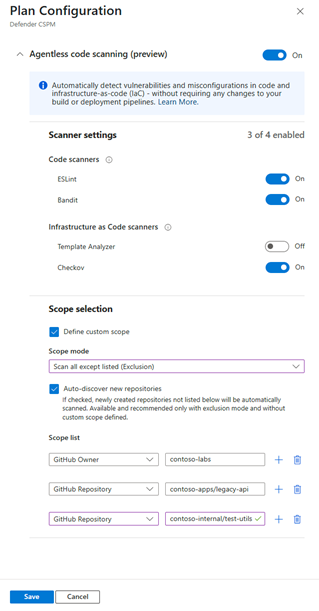 Plan Configuration
Defender CSPM
Agentless code scanning (preview)
On
Automatically detect vulnerabilities and misconfigurations in code and
infrastructure-as-code (IaC) - without requiring any changes to your
build or deployment pipelines. Learn More.
Scanner settings
3 of 4 enabled
Code scanners
ESLint
On
Bandit
On
Infrastructure as Code scanners
Template Analyzer
Off
Checkov
On
Scope selection
Define custom scope
Scope mode
Scan all except listed (Exclusion)
Auto-discover new repositories
If checked, newly created repositories not listed below will be automatically
scanned. Available and recommended only with exclusion mode and without
custom scope defined.
Scope list
GitHub Owner
contoso-labs
GitHub Repository
contoso-apps/legacy-api
GitHub Repository
contoso-internal/test-utils
Save
Cancel